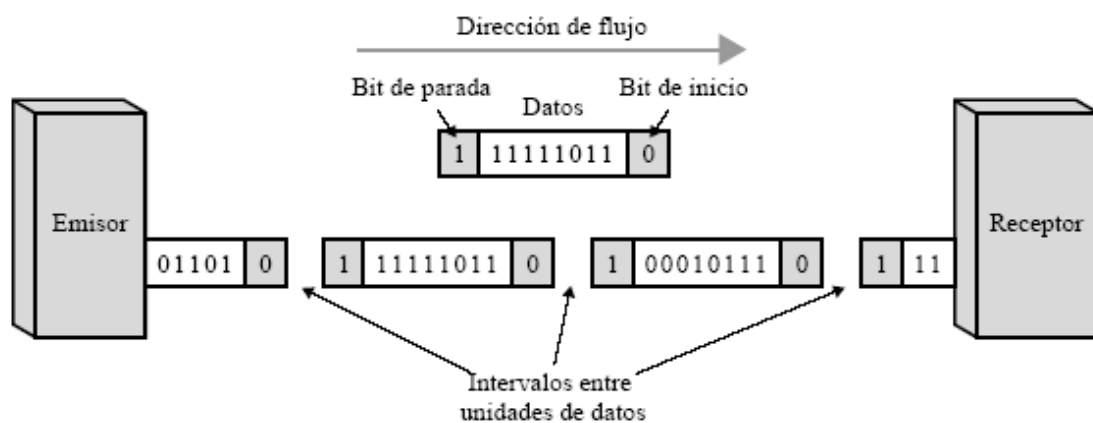 Dirección de flujo
Bit de parada
Datos
Bit de inicio
1 11111011 0
Emisor
Receptor
01101 0
1 11111011 0
1 00010111 0
1 11
Intervalos entre
unidades de datos